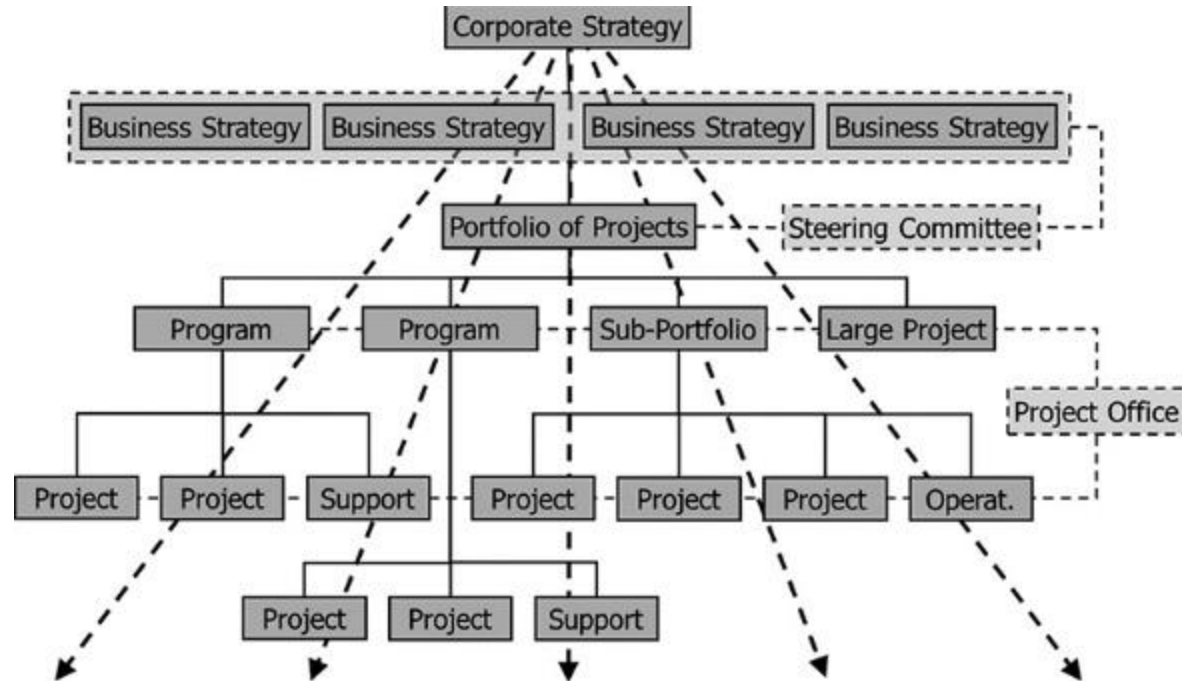 Corporate Strategy
Business Strategy
Business Strategy
Business Strategy
Business Strategy
Portfolio of Projects
Steering Committee
Program
Program
Sub-Portfolio
Large Project
Project Office
Project
Project
Support
Project
Project
Project
Operat.
Project
Project
Support